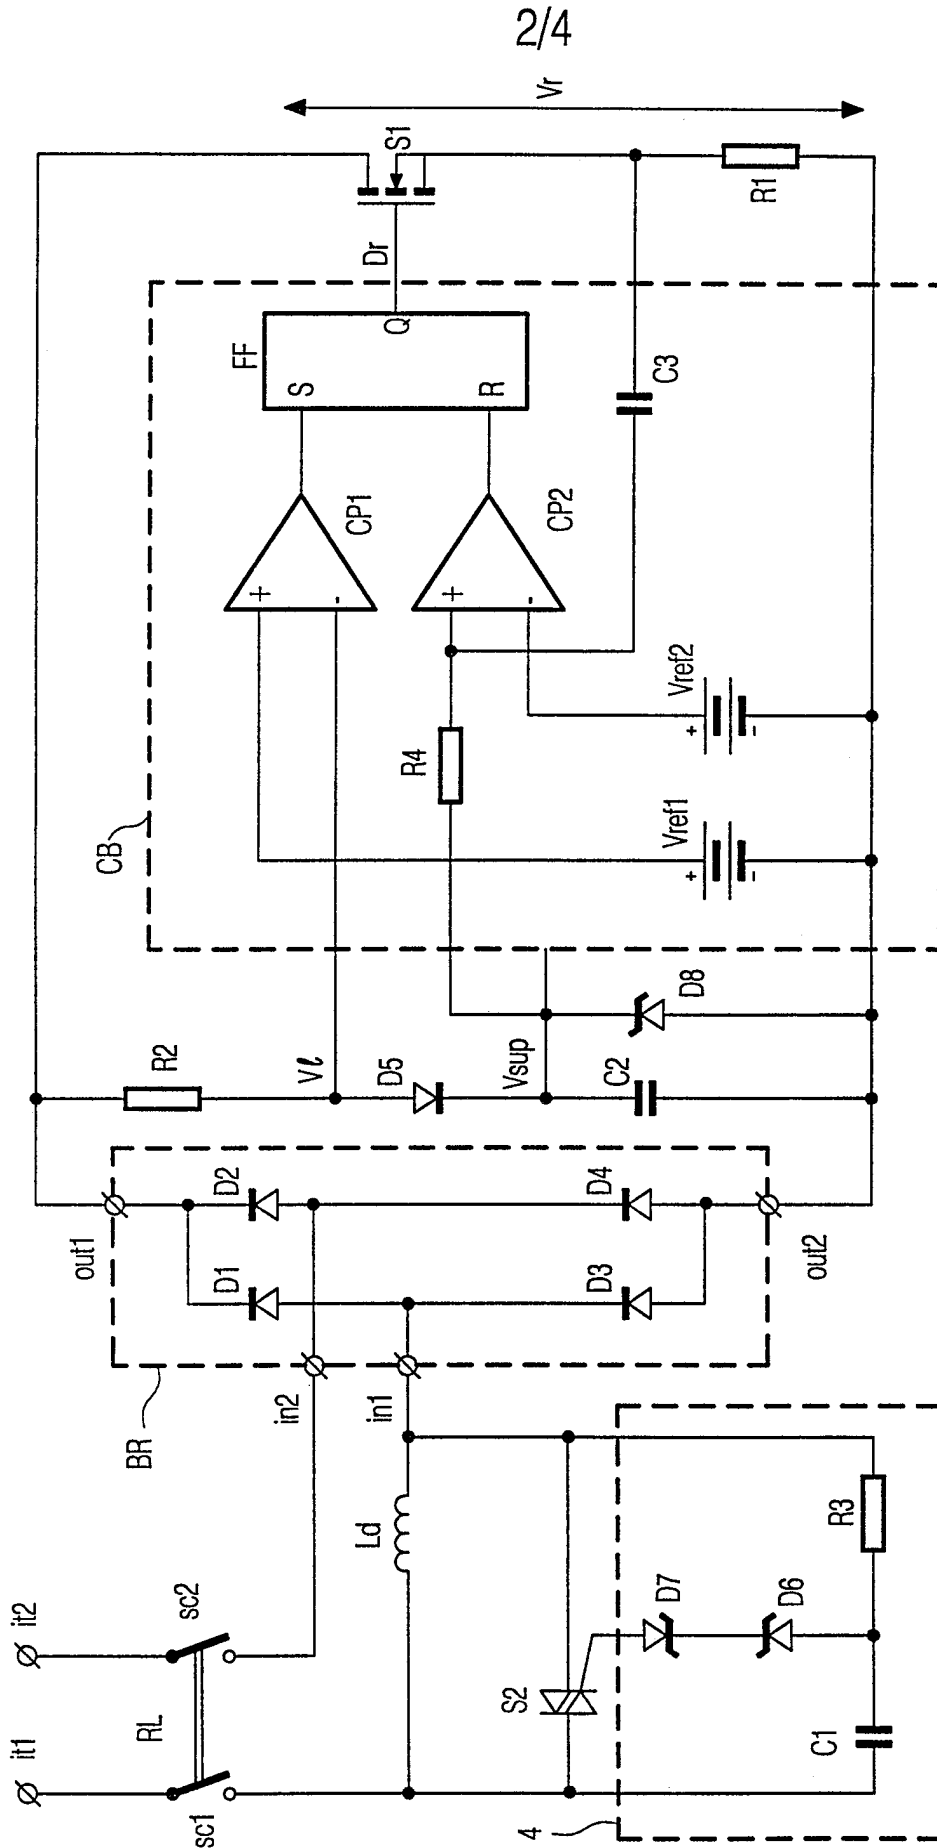 2/4
Vr
S1
Dr
R1
FF
S
Q
R
C3
CP1
+
-
CP2
+
-
Vref2
+
-
R4
Vref1
+
-
CB
D8
R2
Vℓ
D5
Vsup
C2
out1
D2
D4
D1
D3
out2
BR
in2
in1
Ld
R3
sc2
it2
D7
D6
S2
RL
it1
sc1
C1
4